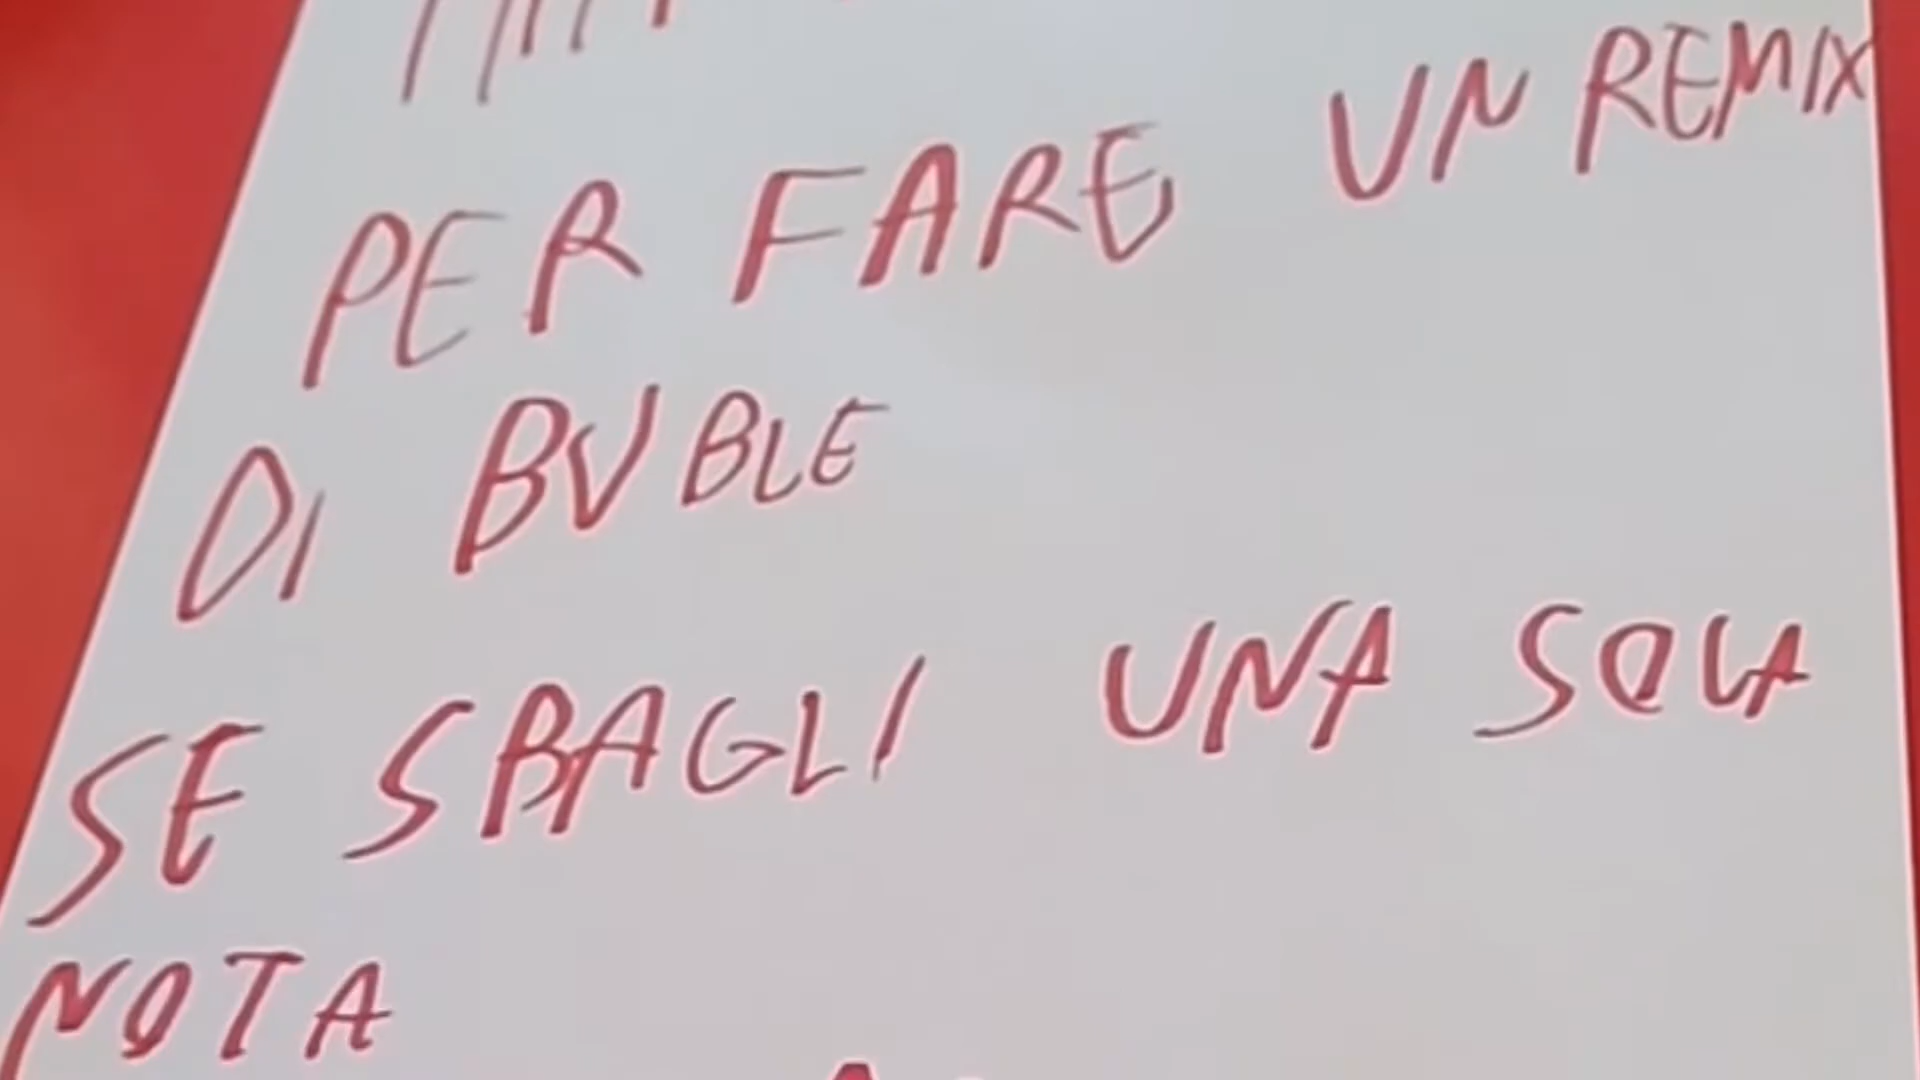 PER FARE UN REMIX
DI BUBLE
SE SBAGLI UNA SOLA
NOTA